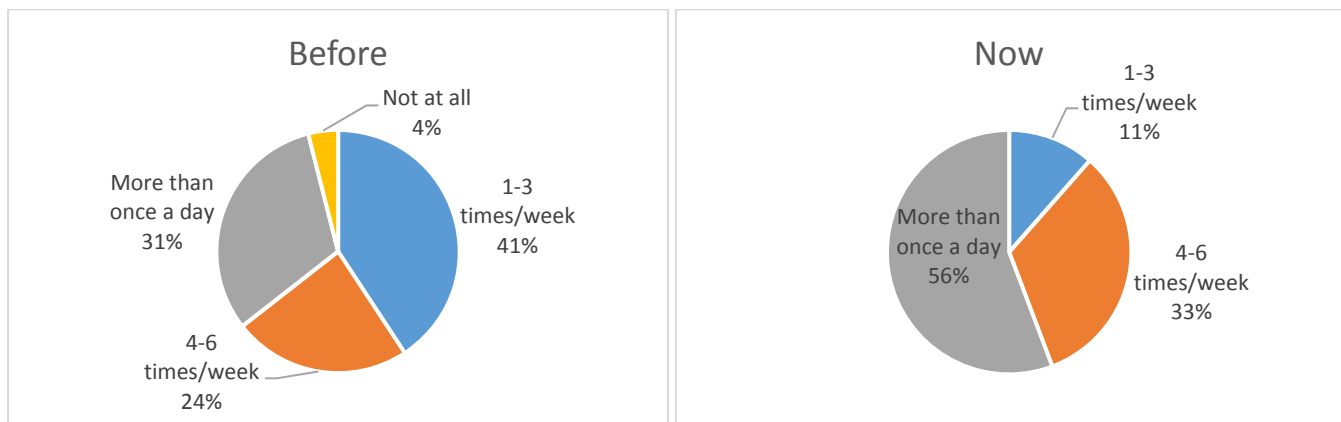 Before
Not at all
4%
1-3
times/week
41%
More than
once a day
31%
4-6
times/week
24%
Now
1-3
times/week
11%
More than
once a day
56%
4-6
times/week
33%